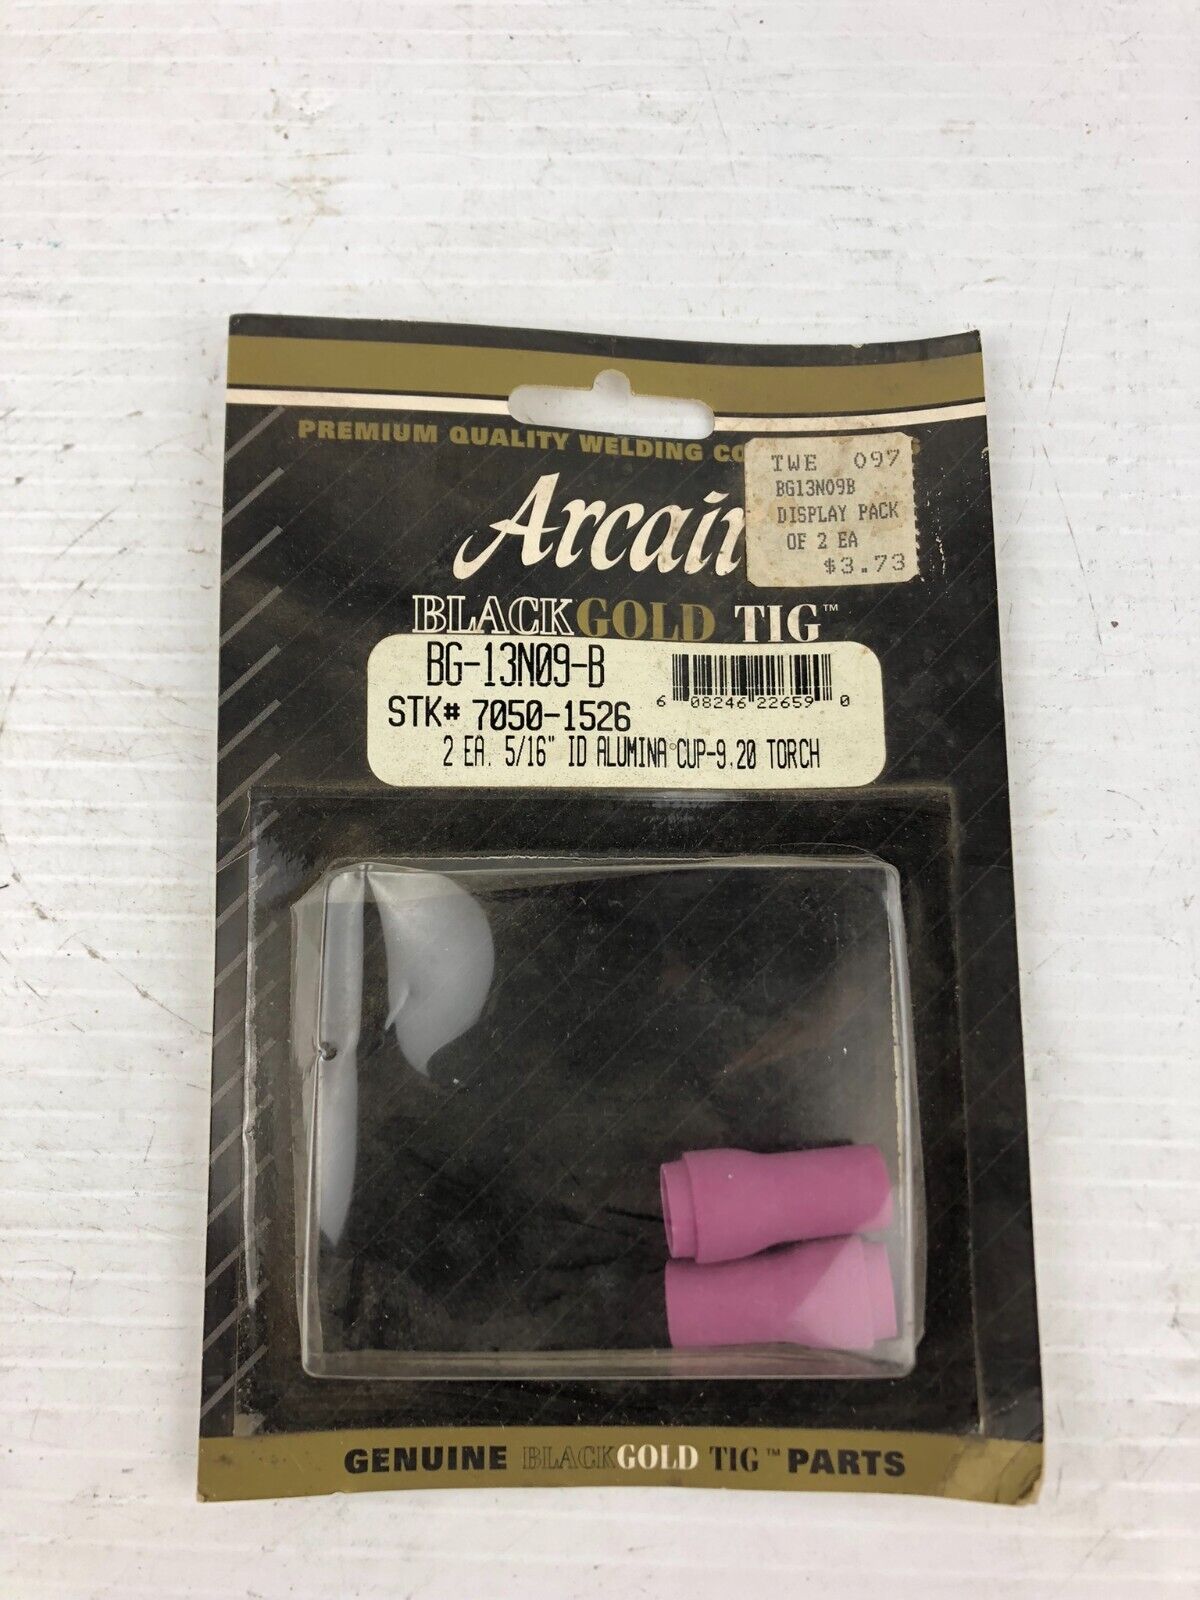 PREMIUM QUALITY WELDING
TWE 097
BG13N09B
DISPLAY PACK
OF 2 EA
$3.73
BLACKGOLD TIG™
BG-13N09-B
STK# 7050-1526
6 08246 22659 0
2 EA. 5/16" ID ALUMINA CUP-9,20 TORCH
GENUINE BLACKGOLD TIG™ PARTS